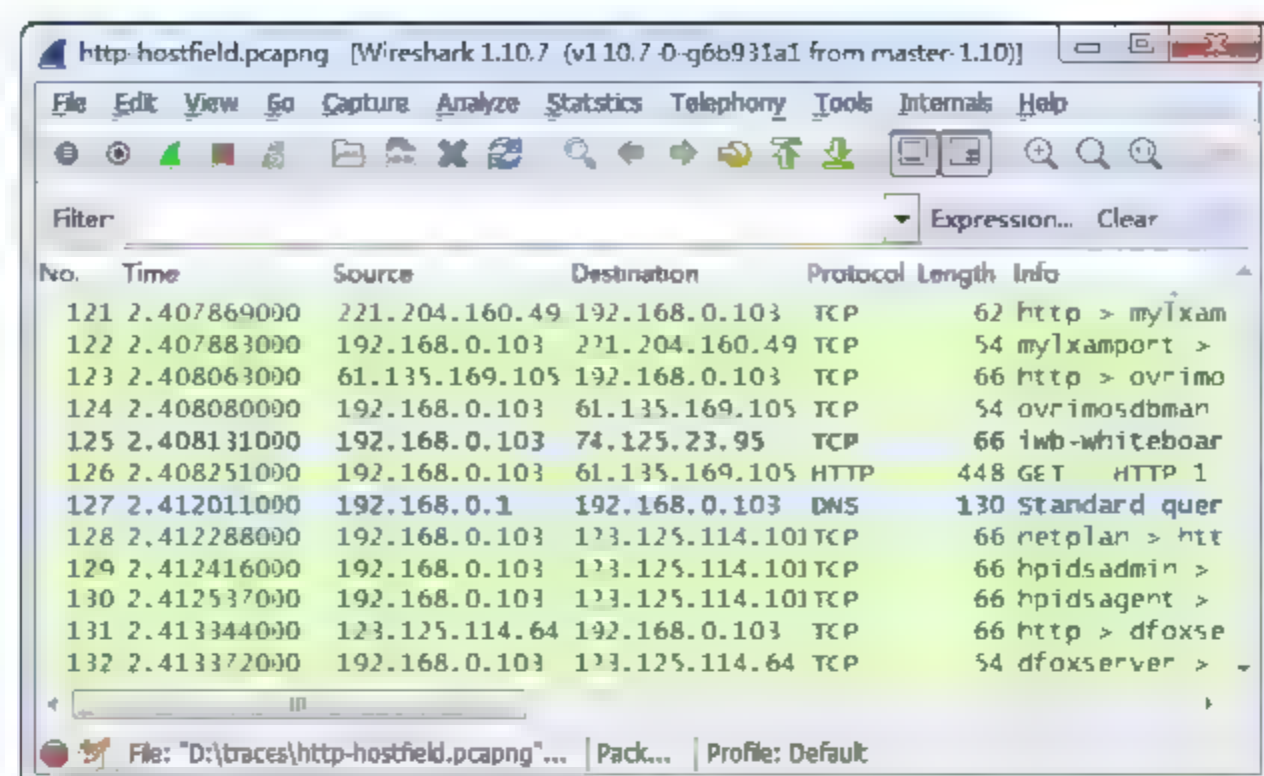 http-hostfield.pcapng [Wireshark 1.10.7 (v1.10.7-0-g6b931a1 from master-1.10)]
File Edit View Go Capture Analyze Statistics Telephony Tools Internals Help
Filter: Expression... Clear
No. Time Source Destination Protocol Length Info
121 2.407869000 221.204.160.49 192.168.0.103 TCP 62 http > mylxam
122 2.407883000 192.168.0.103 221.204.160.49 TCP 54 mylxamport >
123 2.408063000 61.135.169.105 192.168.0.103 TCP 66 http > ovrimo
124 2.408080000 192.168.0.103 61.135.169.105 TCP 54 ovrimosdbman
125 2.408131000 192.168.0.103 74.125.23.95 TCP 66 iwb-whiteboar
126 2.408251000 192.168.0.103 61.135.169.105 HTTP 448 GET HTTP 1
127 2.412011000 192.168.0.1 192.168.0.103 DNS 130 Standard quer
128 2.412288000 192.168.0.103 123.125.114.101 TCP 66 netplan > htt
129 2.412416000 192.168.0.103 123.125.114.101 TCP 66 hpidsadmin >
130 2.412537000 192.168.0.103 123.125.114.101 TCP 66 hpidsagent >
131 2.413344000 123.125.114.64 192.168.0.103 TCP 66 http > dfoxse
132 2.413372000 192.168.0.103 123.125.114.64 TCP 54 dfoxserver >
File: "D:\traces\http-hostfield.pcapng"... Pack... Profile: Default